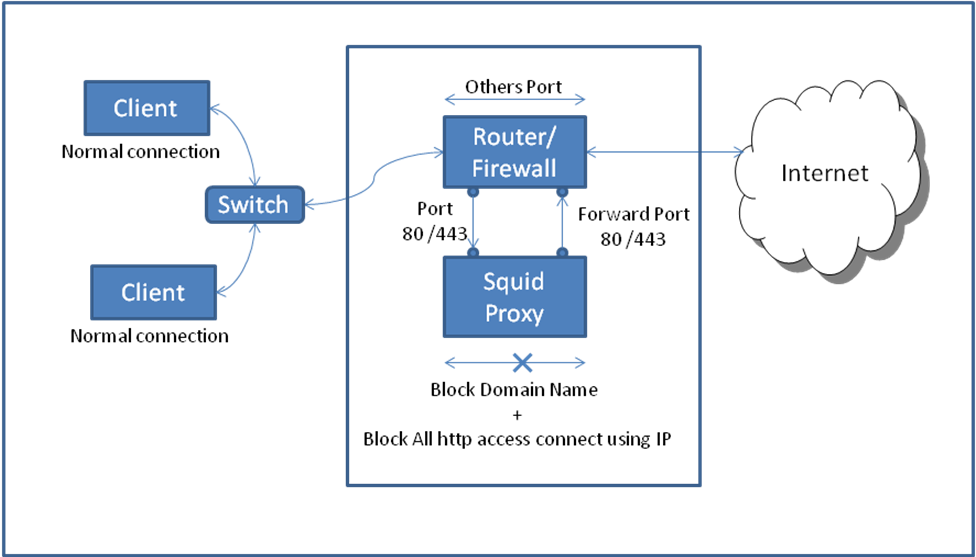 Client
Normal connection
Switch
Client
Normal connection
Others Port
Router/
Firewall
Port
80 /443
Forward Port
80 /443
Squid
Proxy
Block Domain Name
+
Block All http access connect using IP
Internet